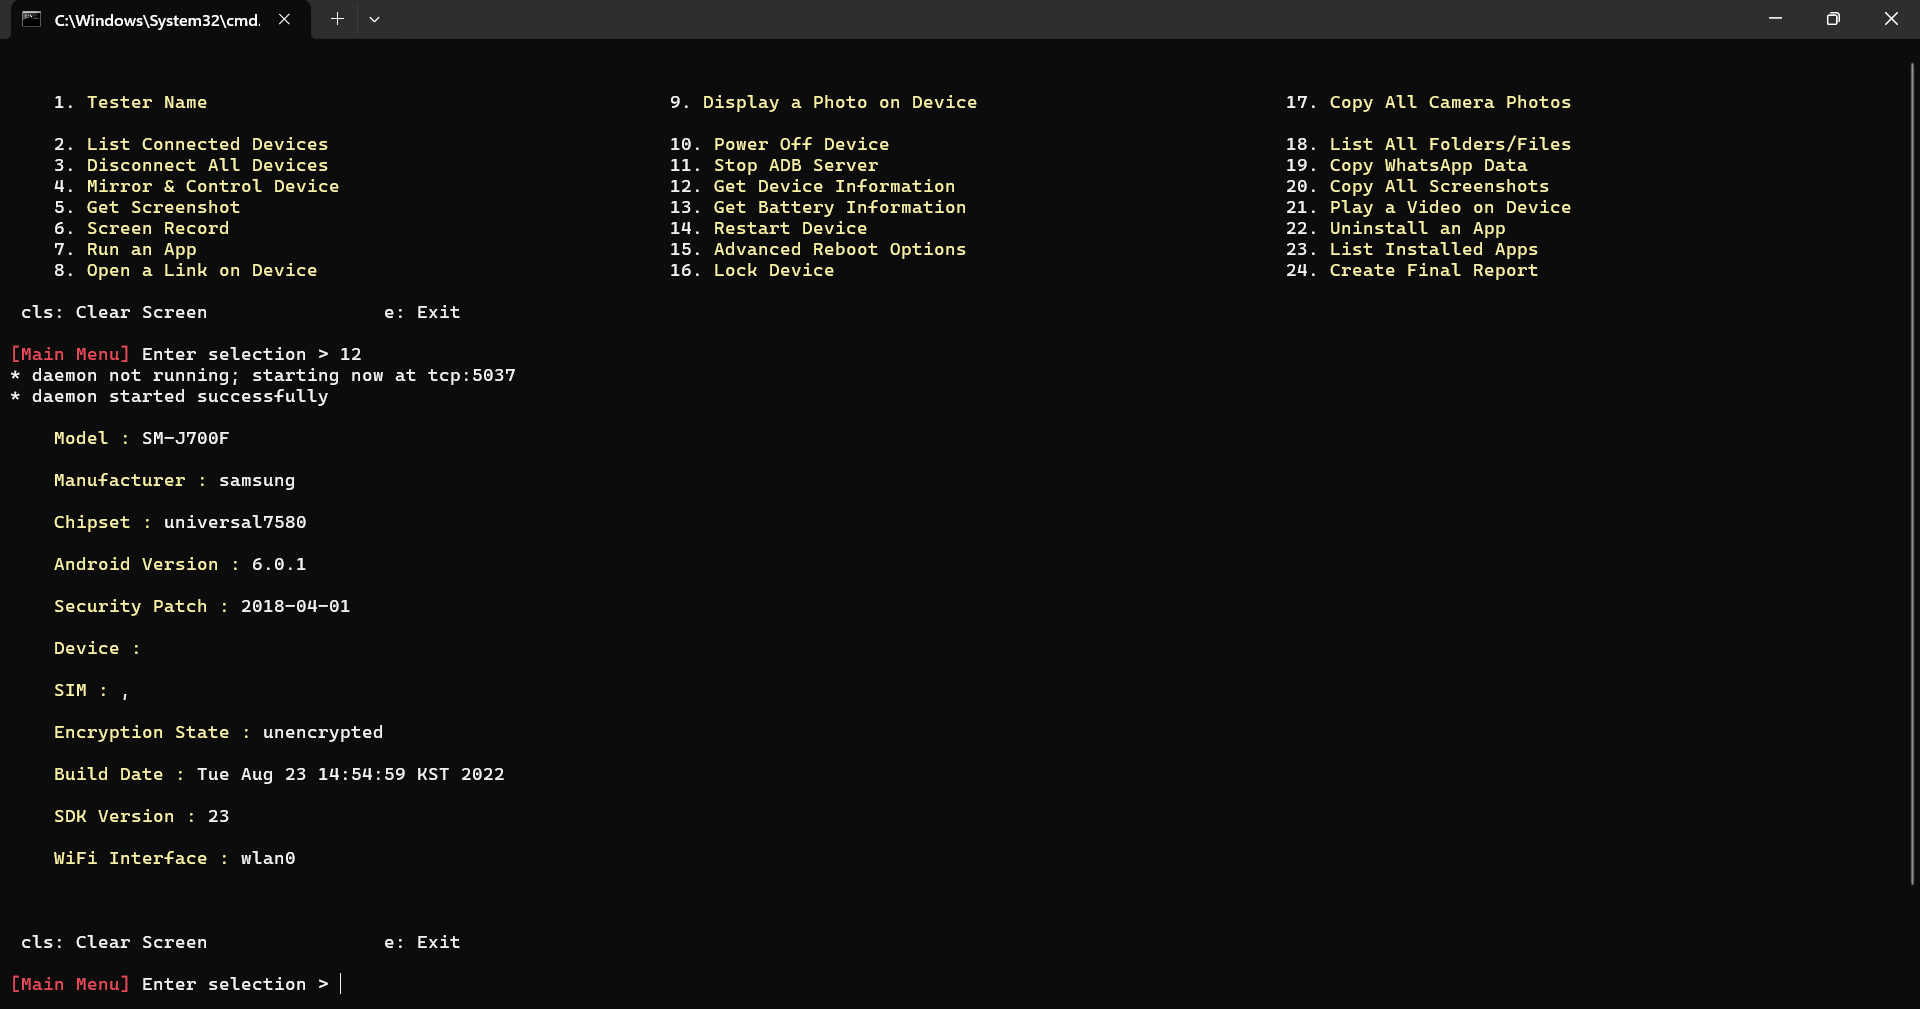 C:\Windows\System32\cmd.
1. Tester Name
2. List Connected Devices
3. Disconnect All Devices
4. Mirror & Control Device
5. Get Screenshot
6. Screen Record
7. Run an App
8. Open a Link on Device
9. Display a Photo on Device
10. Power Off Device
11. Stop ADB Server
12. Get Device Information
13. Get Battery Information
14. Restart Device
15. Advanced Reboot Options
16. Lock Device
17. Copy All Camera Photos
18. List All Folders/Files
19. Copy WhatsApp Data
20. Copy All Screenshots
21. Play a Video on Device
22. Uninstall an App
23. List Installed Apps
24. Create Final Report
cls: Clear Screen e: Exit
[Main Menu] Enter selection > 12
* daemon not running; starting now at tcp:5037
* daemon started successfully
Model : SM-J700F
Manufacturer : samsung
Chipset : universal7580
Android Version : 6.0.1
Security Patch : 2018-04-01
Device :
SIM : ,
Encryption State : unencrypted
Build Date : Tue Aug 23 14:54:59 KST 2022
SDK Version : 23
WiFi Interface : wlan0
cls: Clear Screen e: Exit
[Main Menu] Enter selection >